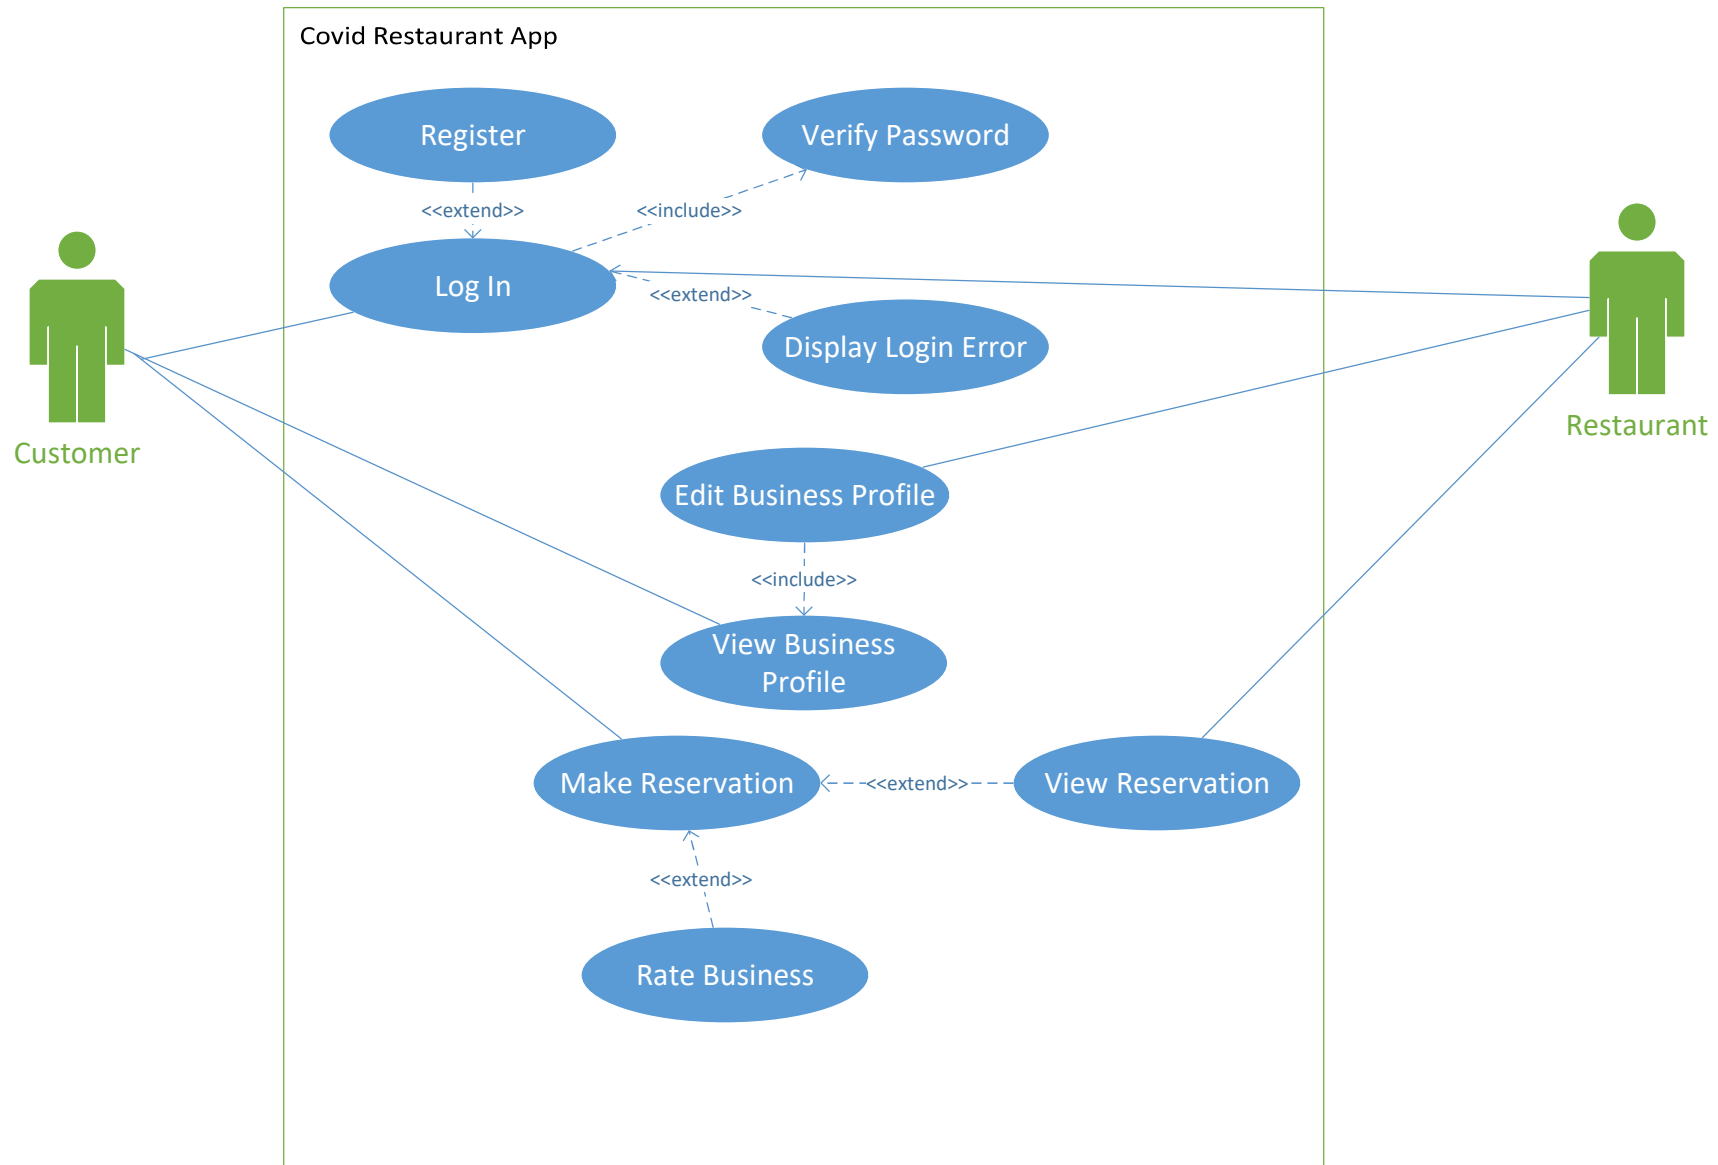 Covid Restaurant App
Register
Verify Password
<<extend>>
<<include>>
Log In
<<extend>>
Display Login Error
Customer
Restaurant
Edit Business Profile
<<include>>
View Business
Profile
Make Reservation
<<extend>>
View Reservation
<<extend>>
Rate Business